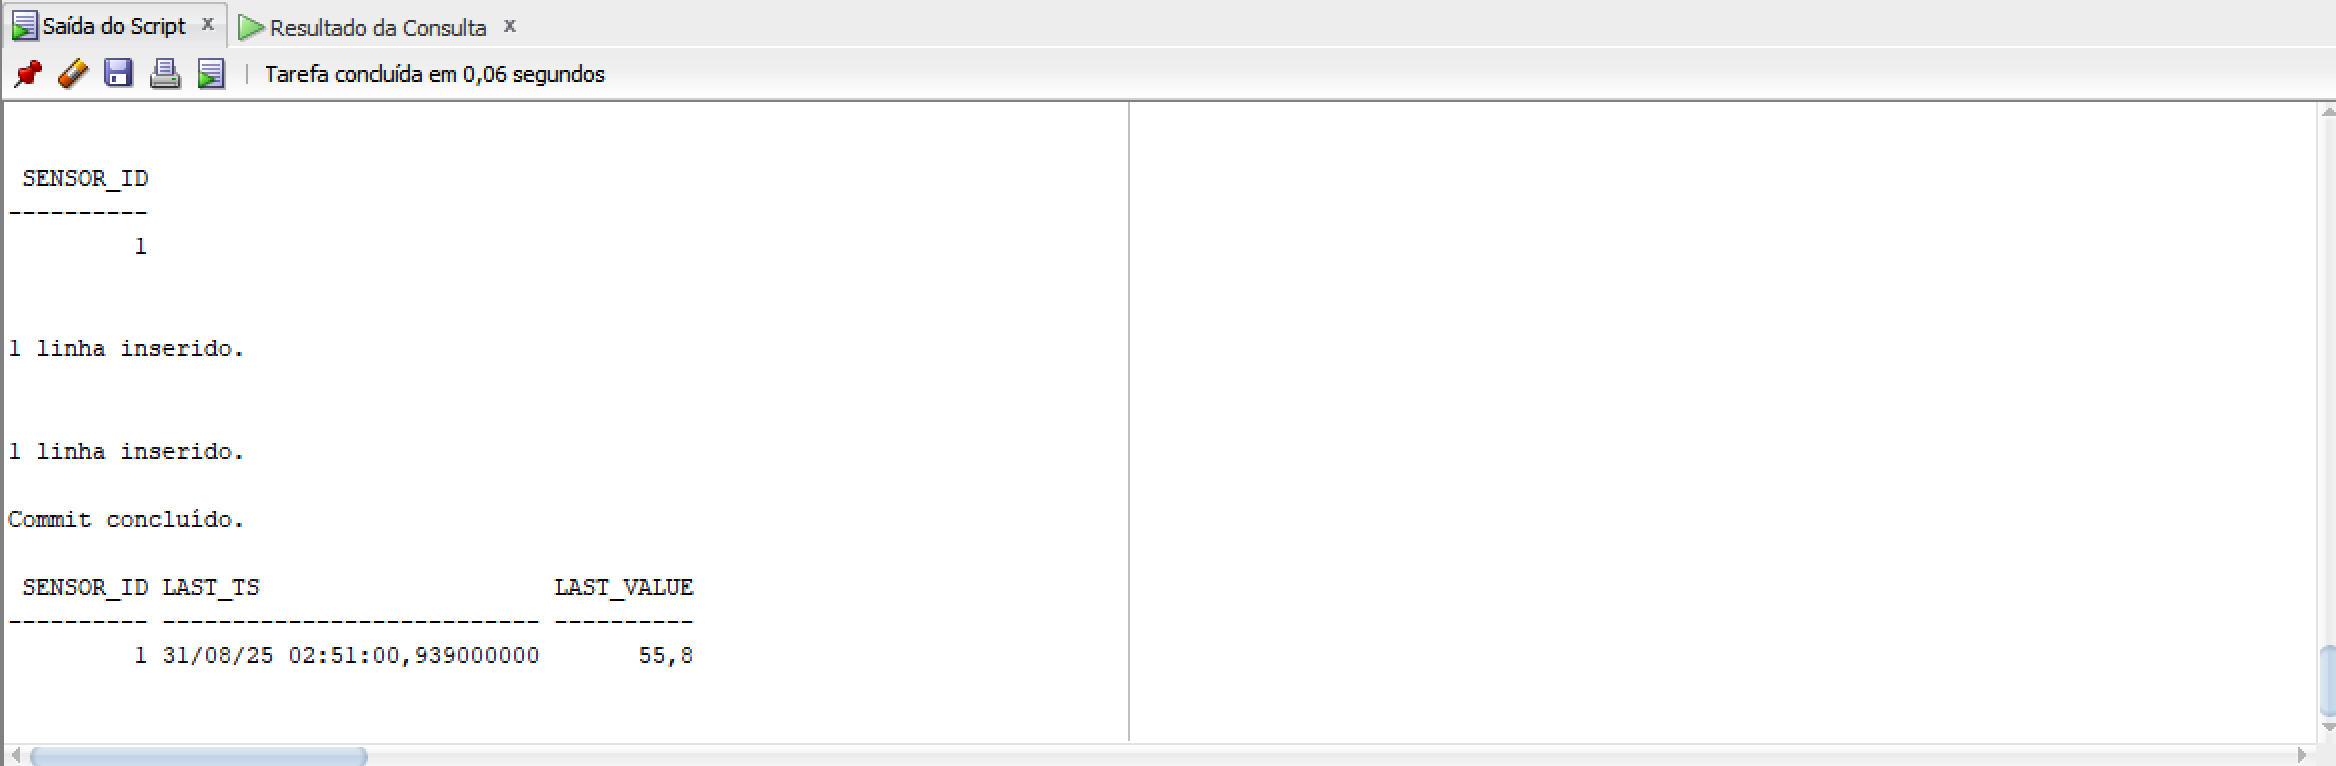 Saída do Script x
Resultado da Consulta x
Tarefa concluída em 0,06 segundos
SENSOR_ID
----------
1
1 linha inserido.
1 linha inserido.
Commit concluído.
SENSOR_ID LAST_TS LAST_VALUE
---------- --------------------------- ----------
1 31/08/25 02:51:00,939000000 55,8